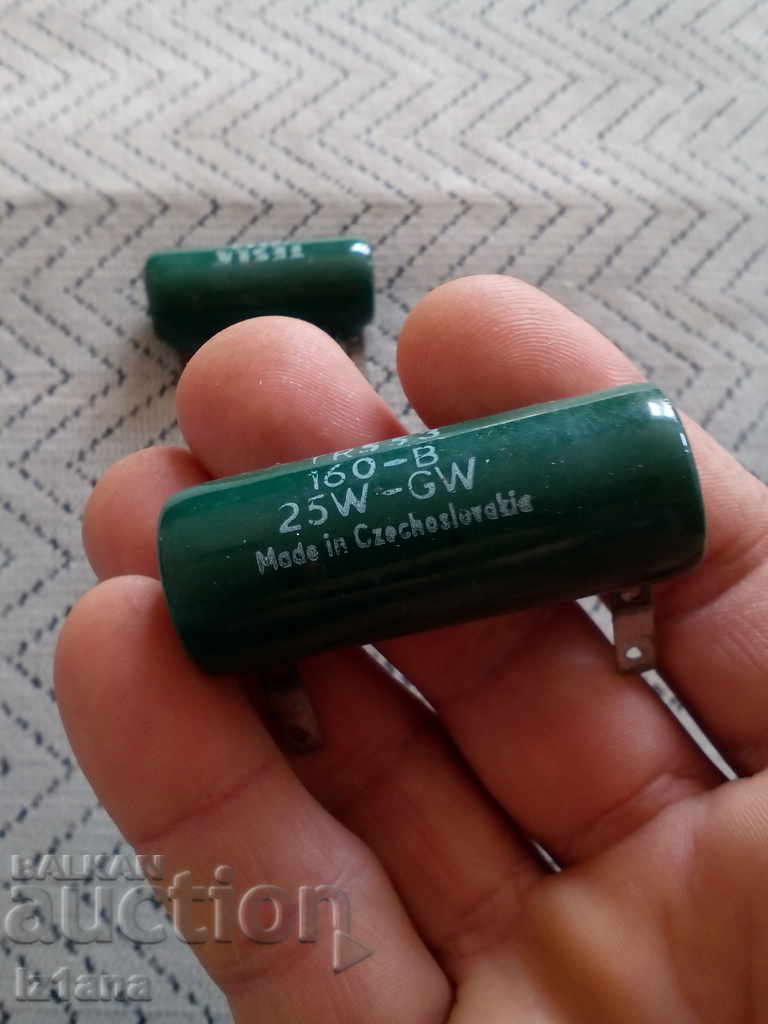 TESLA
160-B
25W-GW
Made in Czechoslovakia
BALKAN
auction
Iz1ana